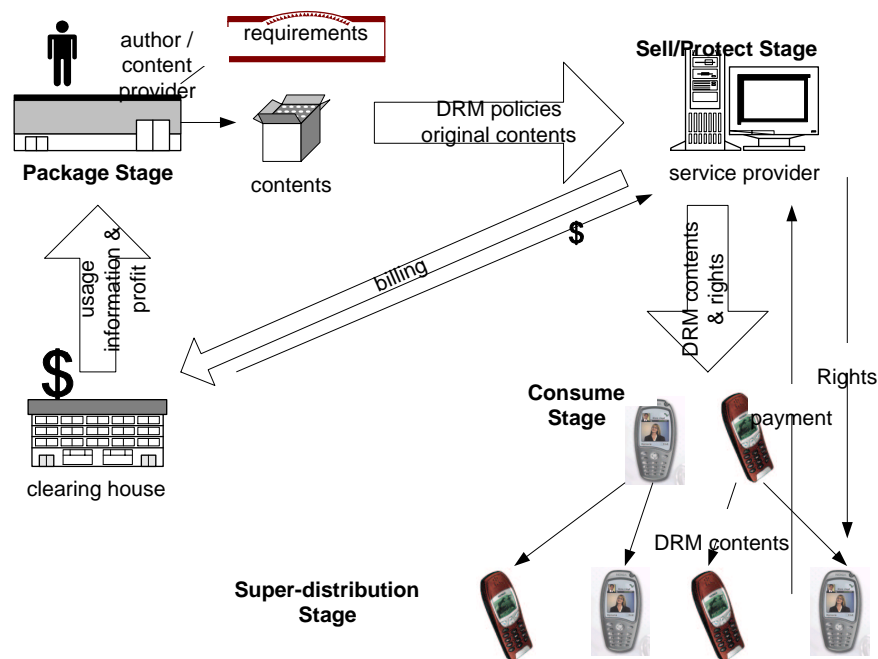 author /
content
provider
requirements
Sell/Protect Stage
DRM policies
original contents
Package Stage
contents
service provider
usage
information &
profit
billing
$
DRM contents
& rights
$
Consume
Stage
payment
Rights
clearing house
DRM contents
Super-distribution
Stage